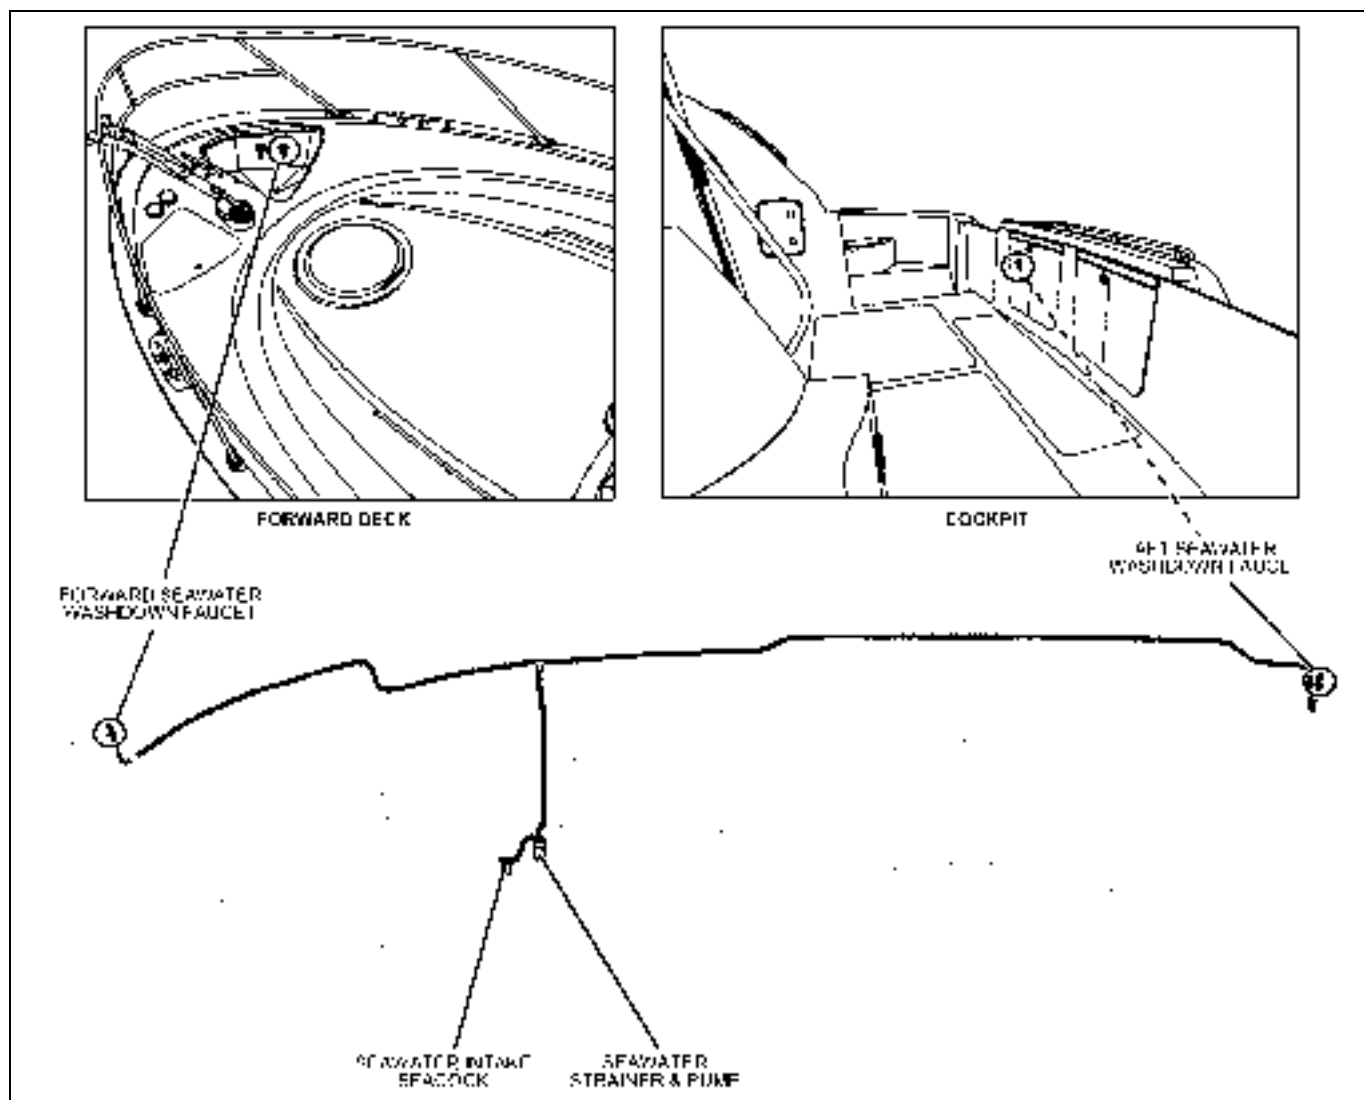 FORWARD DECK
COCKPIT
AFT SEAWATER
WASHDOWN FAUCET
FORWARD SEAWATER
WASHDOWN FAUCET
SEAWATER INTAKE
SEACOCK
SEAWATER
STRAINER & PUMP